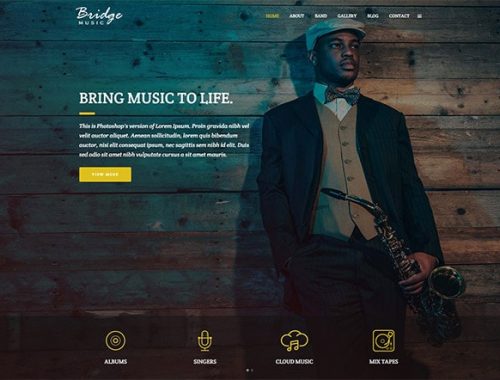 Bridge
MUSIC
HOME ABOUT BAND GALLERY BLOG CONTACT
BRING MUSIC TO LIFE.
This is Photoshop's version of Lorem Ipsum. Proin gravida nibh vel
velit auctor aliquet. Aenean sollicitudin, lorem quis bibendum
auctor, nisi elit consequat ipsum, nec sagittis sem nibh id elit. Duis
sed odio sit amet nibh vulputate cursus a sit amet mauris.
VIEW MORE
ALBUMS SINGERS CLOUD MUSIC MIX TAPES